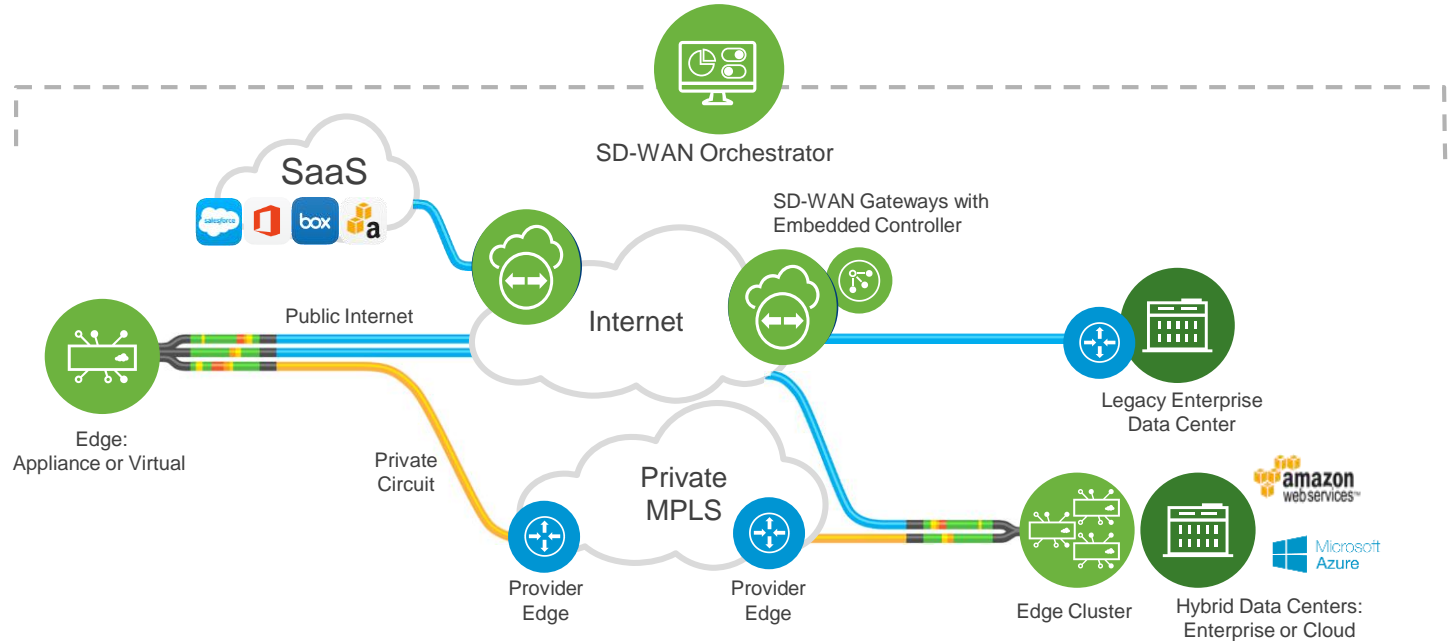 SD-WAN Orchestrator
SaaS
salesforce
box
a
SD-WAN Gateways with
Embedded Controller
Public Internet
Internet
Legacy Enterprise
Data Center
Edge:
Appliance or Virtual
Private
Circuit
Private
MPLS
Provider
Edge
Provider
Edge
Edge Cluster
amazon
webservices™
Microsoft
Azure
Hybrid Data Centers:
Enterprise or Cloud